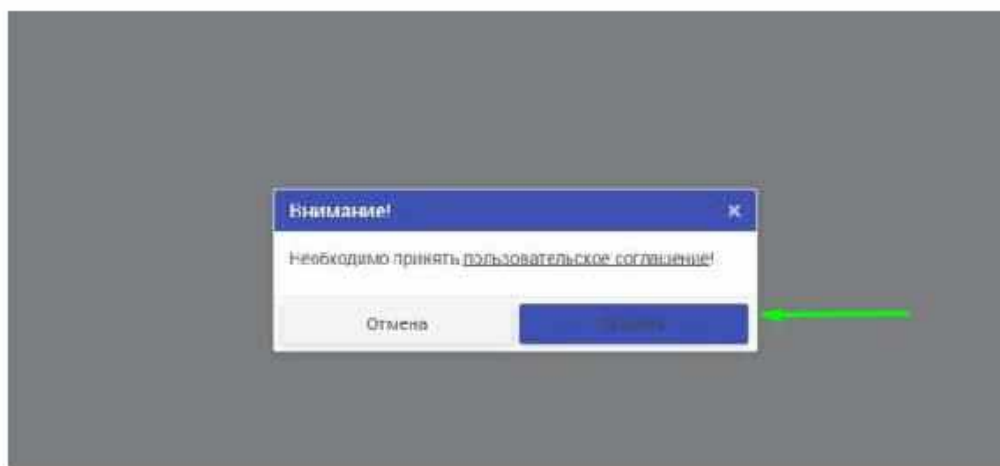 Внимание! ×
Необходимо принять пользовательское соглашение!
Отмена